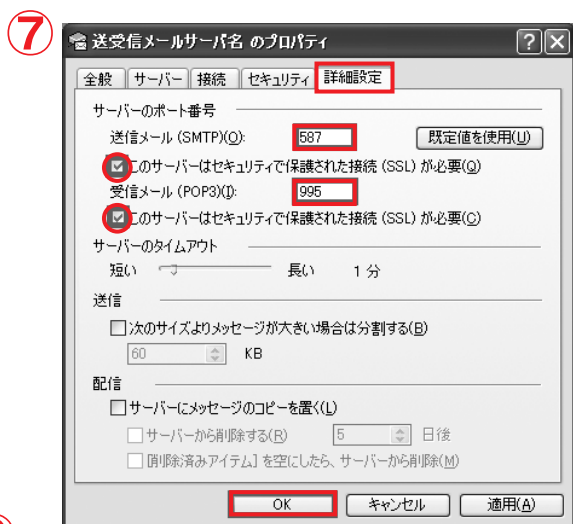 ⑦
送受信メールサーバ名 のプロパティ
全般 サーバー 接続 セキュリティ 詳細設定
サーバーのポート番号
送信メール (SMTP)(O): 587 既定値を使用(U)
このサーバーはセキュリティで保護された接続 (SSL) が必要(Q)
受信メール (POP3)(I): 995
このサーバーはセキュリティで保護された接続 (SSL) が必要(C)
サーバーのタイムアウト
短い 長い 1 分
送信
次のサイズよりメッセージが大きい場合は分割する(B)
60 KB
配信
サーバーにメッセージのコピーを置く(L)
サーバーから削除する(R) 5 日後
[削除済みアイテム] を空にしたら、サーバーから削除(M)
OK キャンセル 適用(A)